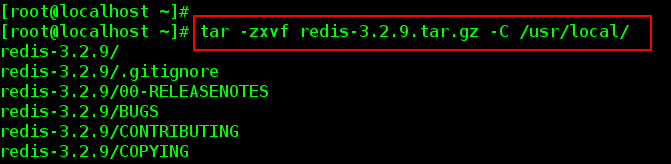 [root@localhost ~]#
[root@localhost ~]# tar -zxvf redis-3.2.9.tar.gz -C /usr/local/
redis-3.2.9/
redis-3.2.9/.gitignore
redis-3.2.9/00-RELEASENOTES
redis-3.2.9/BUGS
redis-3.2.9/CONTRIBUTING
redis-3.2.9/COPYING